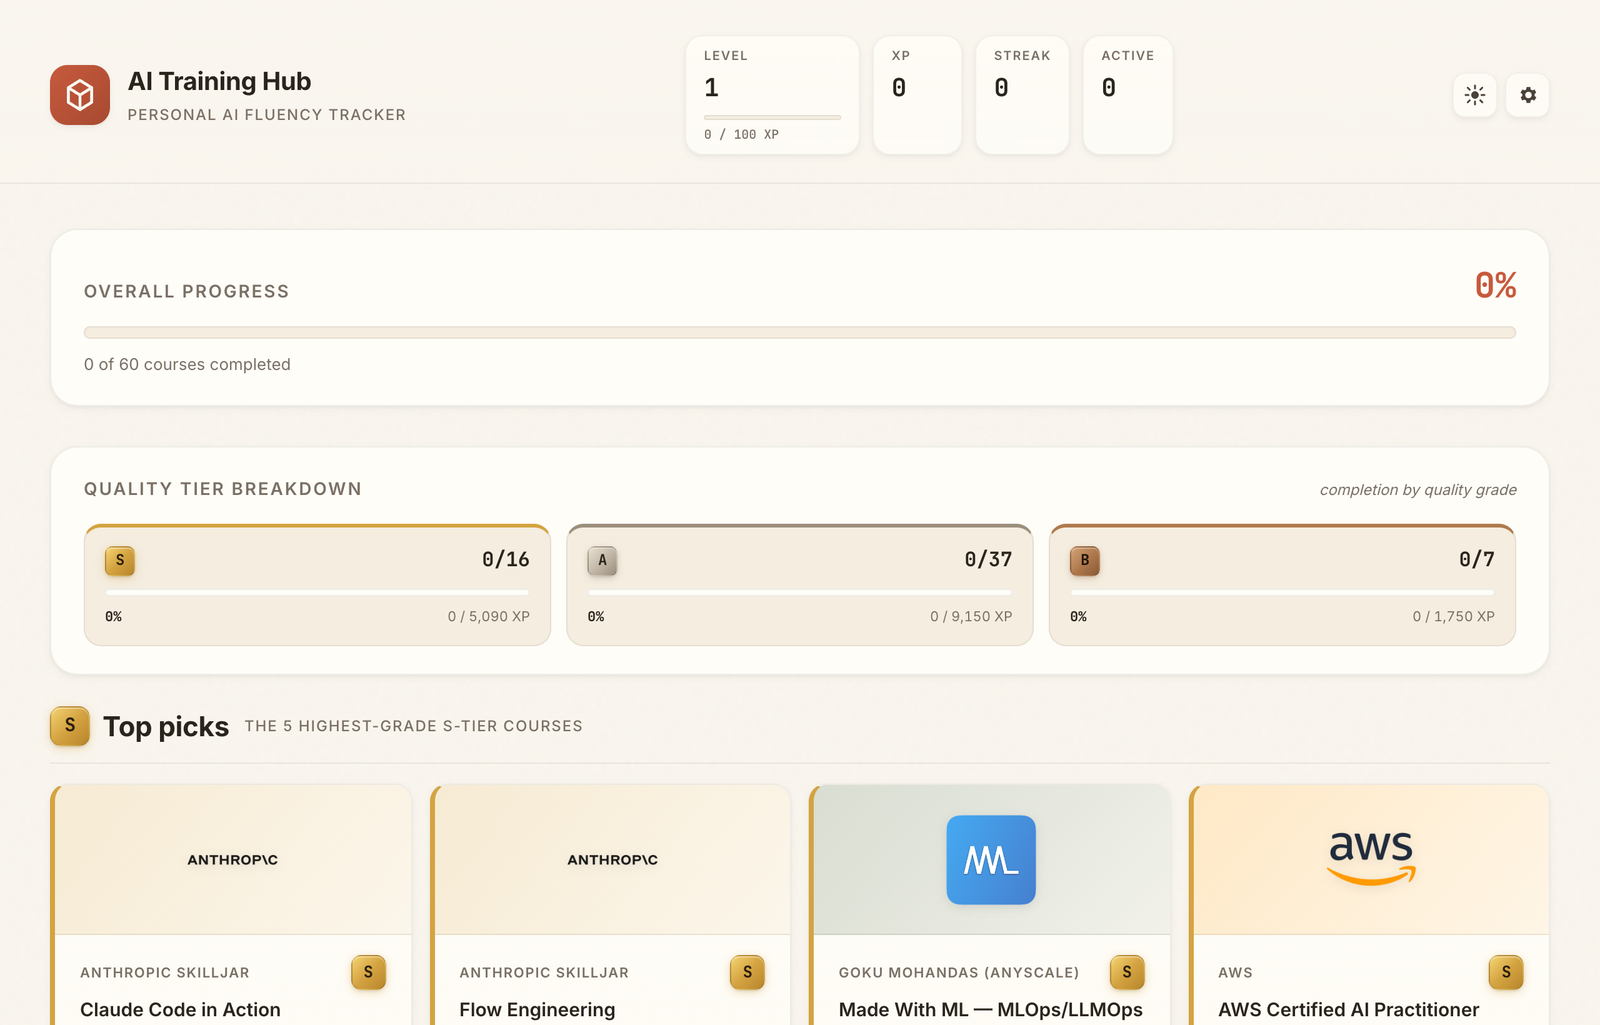 AI Training Hub
PERSONAL AI FLUENCY TRACKER
LEVEL
1
0 / 100 XP
XP
0
STREAK
0
ACTIVE
0
OVERALL PROGRESS
0%
0 of 60 courses completed
QUALITY TIER BREAKDOWN
completion by quality grade
S
0/16
0%
0 / 5,090 XP
A
0/37
0%
0 / 9,150 XP
B
0/7
0%
0 / 1,750 XP
S
Top picks
THE 5 HIGHEST-GRADE S-TIER COURSES
ANTHROP\C
ANTHROPIC SKILLJAR
S
Claude Code in Action
ANTHROP\C
ANTHROPIC SKILLJAR
S
Flow Engineering
ML
GOKU MOHANDAS (ANYSCALE)
S
Made With ML — MLOps/LLMOps
aws
AWS
S
AWS Certified AI Practitioner